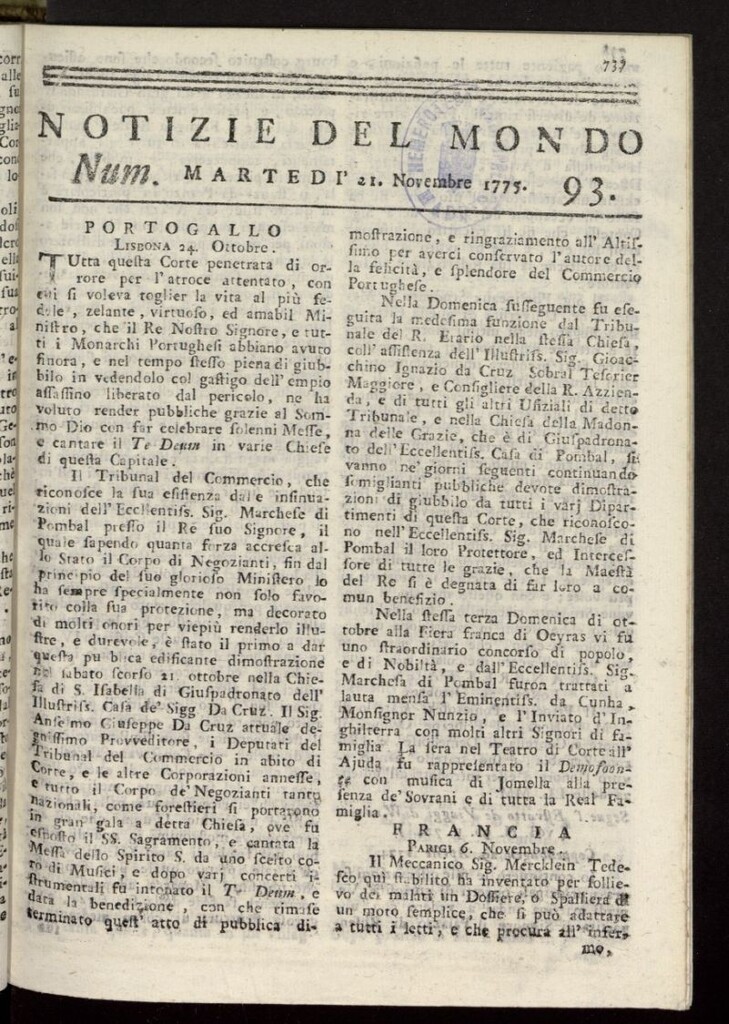 739
NOTIZIE DEL MONDO
Num. MARTEDI' 21. Novembre 1775. 93.
PORTOGALLO
LISBONA 24. Ottobre.
TUtta questa Corte penetrata di or-
rore per l'atroce attentato, con
cui si voleva toglier la vita al più fe-
dele, zelante, virtuoso, ed amabil Mi-
nistro, che il Re Nostro Signore, e tut-
ti i Monarchi Portughesi abbiano avuto
finora, e nel tempo stesso piena di giub-
bilo in vedendolo col gastigo dell'empio
assassino liberato dal pericolo, ne ha
voluto render pubbliche grazie al Som-
mo Dio con far celebrare solenni Messe,
e cantare il Te Deum in varie Chiese
di questa Capitale.
Il Tribunal del Commercio, che
riconosce la sua esistenza dalle insinua-
zioni dell'Eccellentiss. Sig. Marchese di
Pombal presso il Re suo Signore, il
quale sapendo quanta forza accresca al-
lo Stato il Corpo di Negozianti, fin dal
principio del suo glorioso Ministero lo
ha sempre specialmente non solo favo-
rito colla sua protezione, ma decorato
di molti onori per viepiù renderlo illu-
stre, e durevole, è stato il primo a dar
questa pubblica edificante dimostrazione
nel sabato scorso 21. ottobre nella Chie-
sa di S. Isabella di Giuspadronato dell'
Illustriss. Casa de' Sigg Da Cruz. Il Sig.
Anselmo Giuseppe Da Cruz attuale de-
gnissimo Provveditore, i Deputati del
Tribunal del Commercio in abito di
Corte, e le altre Corporazioni annesse,
e tutto il Corpo de' Negozianti tanto
nazionali, come forestieri si portarono
in gran gala a detta Chiesa, ove fu
esposto il SS. Sagramento, e cantata la
Messa dello Spirito S. da uno scelto co-
ro di Musici, e dopo varj concerti i-
strumentali fu intonato il Te Deum, e
data la benedizione, con che rimase
terminato quest'atto di pubblica di-
mostrazione, e ringraziamento all'Altis-
simo per averci conservato l'autore del-
la felicità, e splendore del Commercio
Portughese.
Nella Domenica susseguente fu ese-
guita la medesima funzione dal Tribu-
nale del R. Erario nella stessa Chiesa,
coll'assistenza dell'Illustriss. Sig. Gioac-
chino Ignazio da Cruz Sobral Tesorier
Maggiore, e Consigliere della R. Azzien-
da, e di tutti gli altri Ufiziali di detto
Tribunale, e nella Chiesa della Madon-
na delle Grazie, che è di Giuspadrona-
to dell'Eccellentiss. Casa di Pombal, si
vanno ne' giorni seguenti continuando
somiglianti pubbliche devote dimostra-
zioni di giubbilo da tutti i varj Dipar-
timenti di questa Corte, che riconosco-
no nell'Eccellentiss. Sig. Marchese di
Pombal il loro Protettore, ed Interces-
sore di tutte le grazie, che la Maestà
del Re si è degnata di far loro a co-
mun benefizio.
Nella stessa terza Domenica di ot-
tobre alla Fiera franca di Oeyras vi fu
uno straordinario concorso di popolo,
e di Nobiltà, e dall'Eccellentiss. Sig.
Marchesa di Pombal furon trattati a
lauta mensa l'Eminentiss. da Cunha,
Monsignor Nunzio, e l'Inviato d'In-
ghilterra con molti altri Signori di fa-
miglia La sera nel Teatro di Corte all'
Ajuda fu rappresentato il Demofoon-
te con musica di Jomella alla pre-
senza de' Sovrani e di tutta la Real Fa-
miglia.
FRANCIA
PARIGI 6. Novembre.
Il Meccanico Sig. Mercklein Tede-
sco qui stabilito ha inventato per sollie-
vo dei malati un Dossiere, o Spalliera di
un moto semplice, che si può adattare
a tutti i letti, e che procura all'infer-
mo,